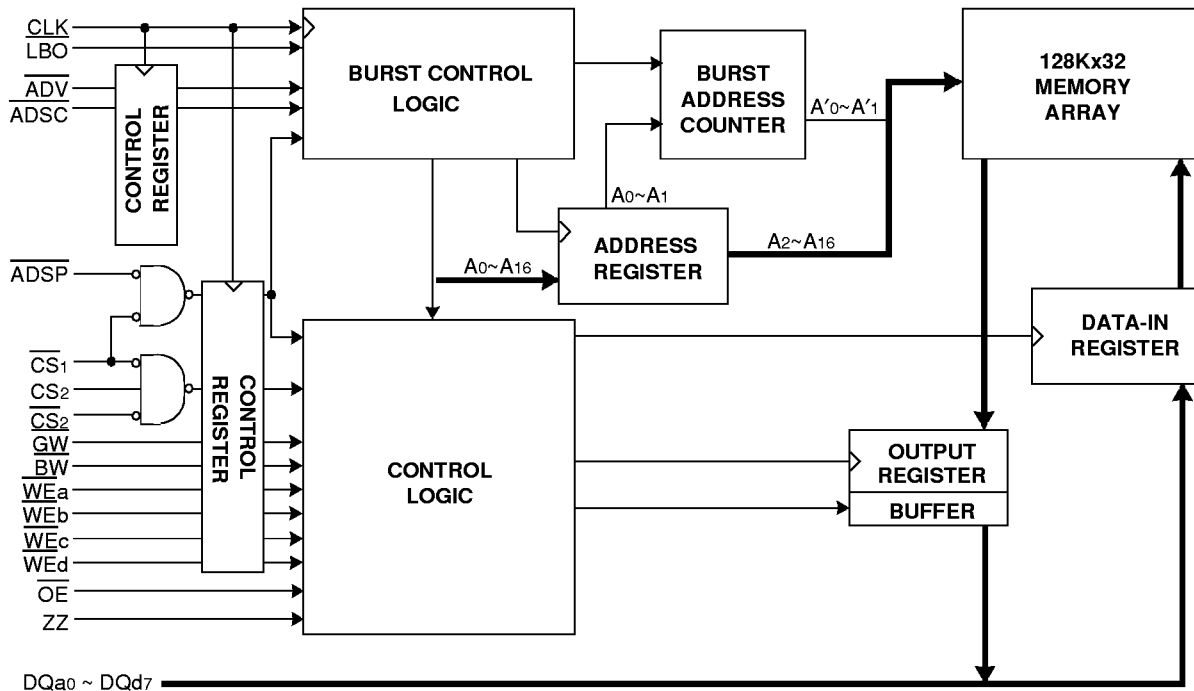 CLK
LBO
ADV
ADSC
CONTROL
REGISTER
BURST CONTROL
LOGIC
BURST
ADDRESS
COUNTER
A′0~A′1
128Kx32
MEMORY
ARRAY
A0~A1
ADDRESS
REGISTER
A2~A16
A0~A16
ADSP
CS1
CS2
CS2
GW
BW
WEa
WEb
WEc
WEd
OE
ZZ
CONTROL
REGISTER
CONTROL
LOGIC
DATA-IN
REGISTER
OUTPUT
REGISTER
BUFFER
DQa0 ~ DQd7